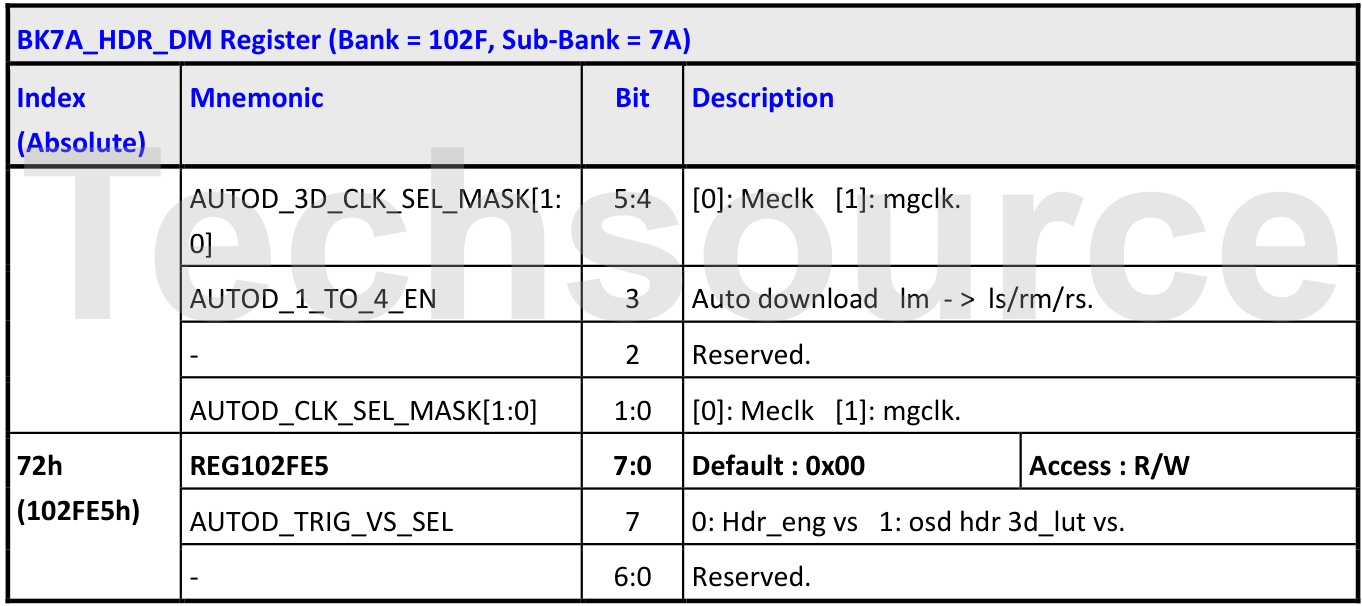 BK7A_HDR_DM Register (Bank = 102F, Sub-Bank = 7A)
Index (Absolute) Mnemonic Bit Description
AUTOD_3D_CLK_SEL_MASK[1:0] 5:4 [0]: Meclk [1]: mgclk.
AUTOD_1_TO_4_EN 3 Auto download lm - > ls/rm/rs.
- 2 Reserved.
AUTOD_CLK_SEL_MASK[1:0] 1:0 [0]: Meclk [1]: mgclk.
72h (102FE5h) REG102FE5 7:0 Default : 0x00 Access : R/W
AUTOD_TRIG_VS_SEL 7 0: Hdr_eng vs 1: osd hdr 3d_lut vs.
- 6:0 Reserved.
Techsource